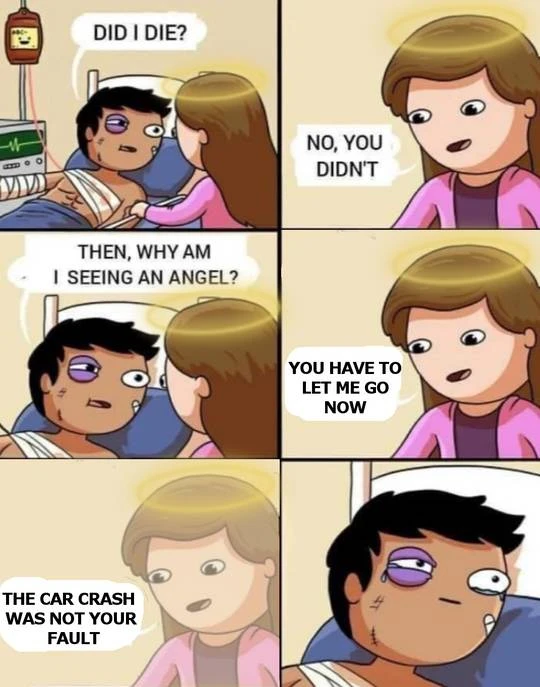 DID I DIE?
NO, YOU
DIDN'T
THEN, WHY AM
I SEEING AN ANGEL?
YOU HAVE TO
LET ME GO
NOW
THE CAR CRASH
WAS NOT YOUR
FAULT